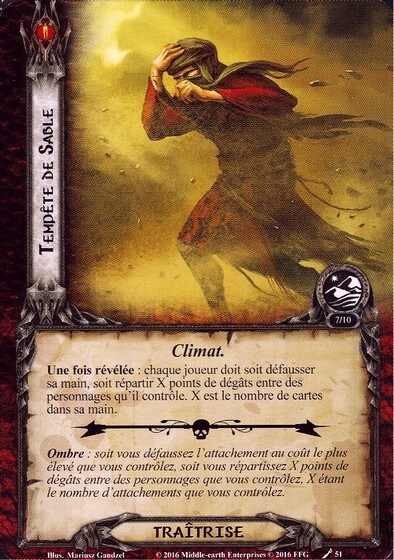 TEMPÊTE DE SABLE
7/10
Climat.
Une fois révélée : chaque joueur doit soit défausser
sa main, soit répartir X points de dégâts entre des
personnages qu'il contrôle. X est le nombre de cartes
dans sa main.
Ombre : soit vous défaussez l'attachement au coût le plus
élevé que vous contrôlez, soit vous répartissez X points de
dégâts entre des personnages que vous contrôlez, X étant
le nombre d'attachements que vous contrôlez.
TRAÎTRISE
Illus. Mariusz Gandzel © 2016 Middle-earth Enterprises © 2016 FFG 51